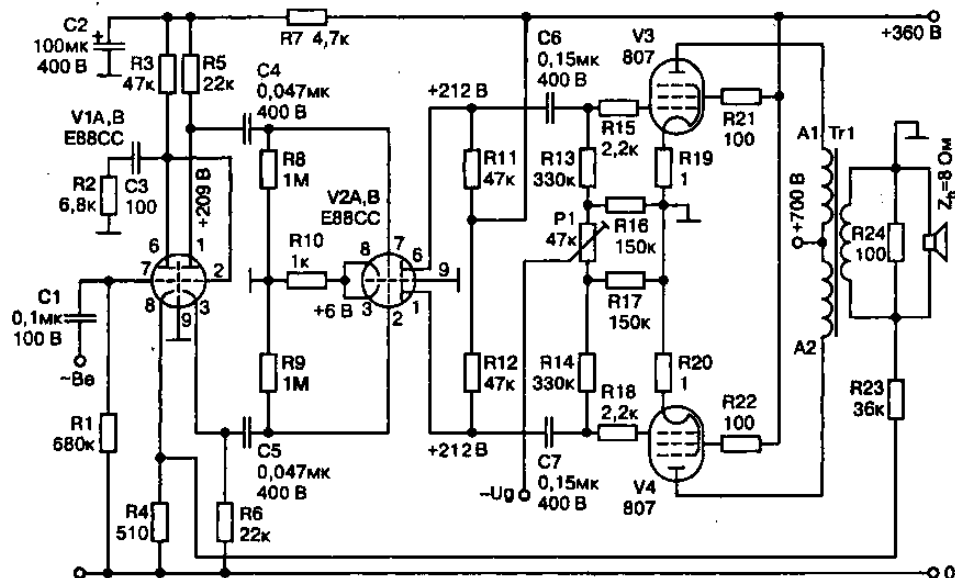 C2
100мк
400 В
R3
47к
R5
22к
R7 4,7к
C4
0,047мк
400 В
V1A,B
E88CC
R2
6,8к
C3
100
+209 В
6
1
7
2
8
9
3
C1
0,1мк
100 В
~Ве
R1
680к
R4
510
R6
22к
R8
1М
R10
1к
+6 В
R9
1М
C5
0,047мк
400 В
V2A,B
E88CC
8
7
6
9
3
1
2
+212 В
R11
47к
R12
47к
+212 В
C6
0,15мк
400 В
R13
330к
P1
47к
R14
330к
C7
0,15мк
400 В
~Ug
R15
2,2к
R16
150к
R17
150к
R18
2,2к
V3
807
R19
1
R20
1
V4
807
R21
100
R22
100
+360 В
A1
Tr1
+700 В
A2
R24
100
Zn=8 Ом
R23
36к
0